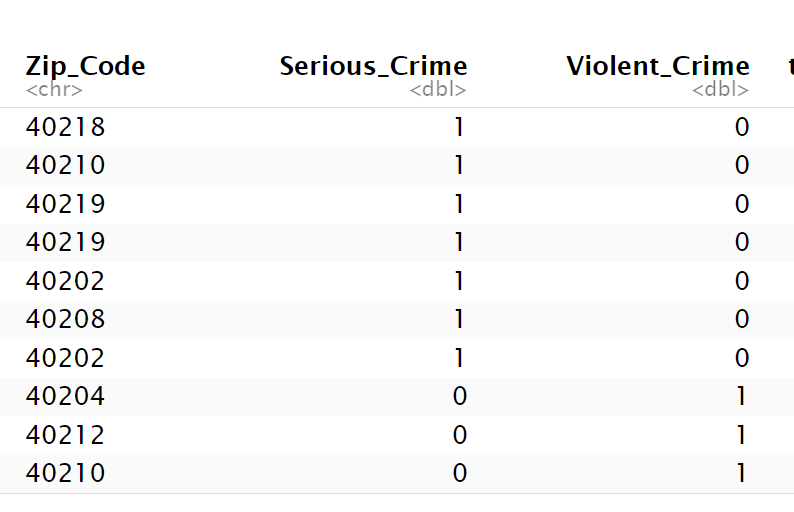 Zip_Code Serious_Crime Violent_Crime
<chr> <dbl> <dbl>
40218 1 0
40210 1 0
40219 1 0
40219 1 0
40202 1 0
40208 1 0
40202 1 0
40204 0 1
40212 0 1
40210 0 1